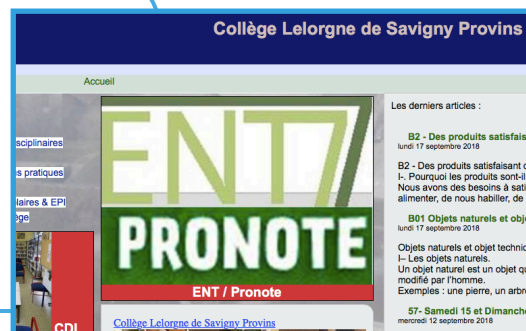 Collège Lelorgne de Savigny Provins
Accueil
sciplinaires
s pratiques
laires & EPI
ège
CDI
ENT77
PRONOTE
ENT / Pronote
Collège Lelorgne de Savigny Provins
Les derniers articles :
B2 - Des produits satisfais
lundi 17 septembre 2018
B2 - Des produits satisfaisant d
I-. Pourquoi les produits sont-il
Nous avons des besoins à sati
alimenter, de nous habiller, de
B01 Objets naturels et obj
lundi 17 septembre 2018
Objets naturels et objet techniq
I– Les objets naturels.
Un objet naturel est un objet qu
modifié par l'homme.
Exemples : une pierre, un arbr
57- Samedi 15 et Dimanch
mercredi 12 septembre 2018